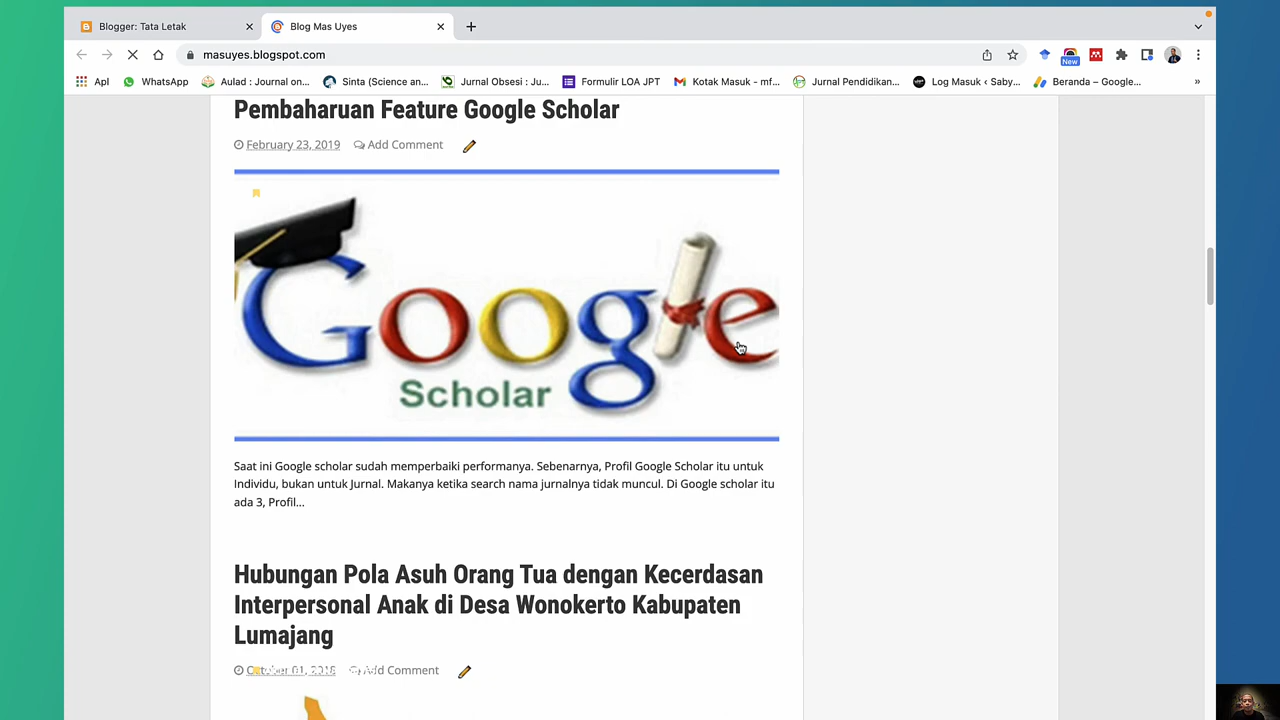 Blogger: Tata Letak
Blog Mas Uyes
masuyes.blogspot.com
New
Apl
WhatsApp
Aulad : Journal on...
Sinta (Science an...
Jurnal Obsesi : Ju...
Formulir LOA JPT
Kotak Masuk - mf...
Jurnal Pendidikan...
Log Masuk ‹ Saby...
Beranda – Google...
Pembaharuan Feature Google Scholar
February 23, 2019 Add Comment
Google
Scholar
Saat ini Google scholar sudah memperbaiki performanya. Sebenarnya, Profil Google Scholar itu untuk
Individu, bukan untuk Jurnal. Makanya ketika search nama jurnalnya tidak muncul. Di Google scholar itu
ada 3, Profil...
Hubungan Pola Asuh Orang Tua dengan Kecerdasan
Interpersonal Anak di Desa Wonokerto Kabupaten
Lumajang
October 01, 2018 Add Comment